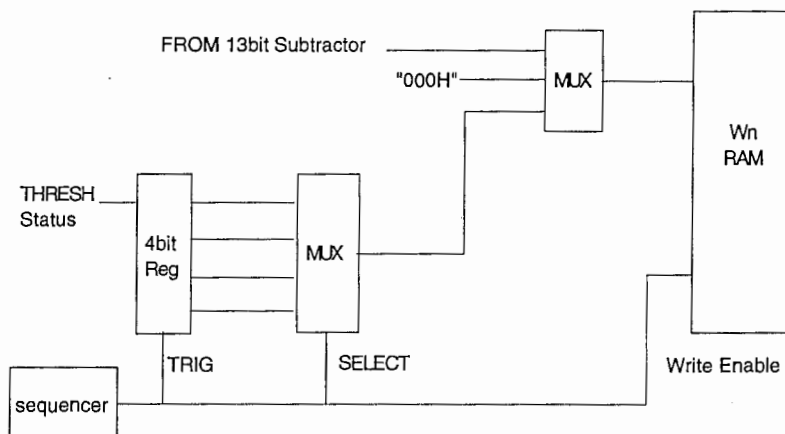 FROM 13bit Subtractor
"000H"
MUX
Wn
RAM
THRESH
Status
4bit
Reg
MUX
TRIG
SELECT
Write Enable
sequencer